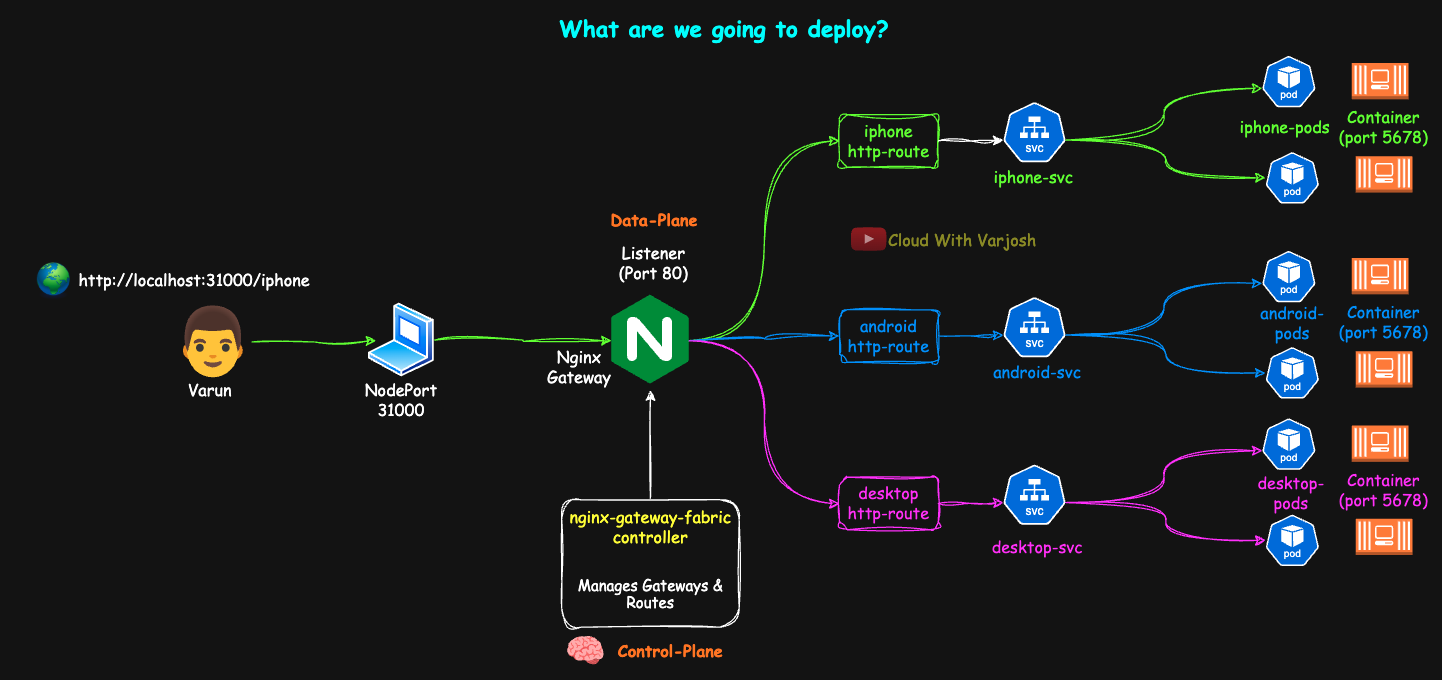 What are we going to deploy?
http://localhost:31000/iphone
Varun
NodePort
31000
Data-Plane
Listener
(Port 80)
N
Nginx
Gateway
nginx-gateway-fabric
controller
Manages Gateways &
Routes
Control-Plane
iphone
http-route
svc
iphone-svc
pod
iphone-pods
pod
Container
(port 5678)
Cloud With Varjosh
android
http-route
svc
android-svc
pod
android-
pods
pod
Container
(port 5678)
desktop
http-route
svc
desktop-svc
pod
desktop-
pods
pod
Container
(port 5678)